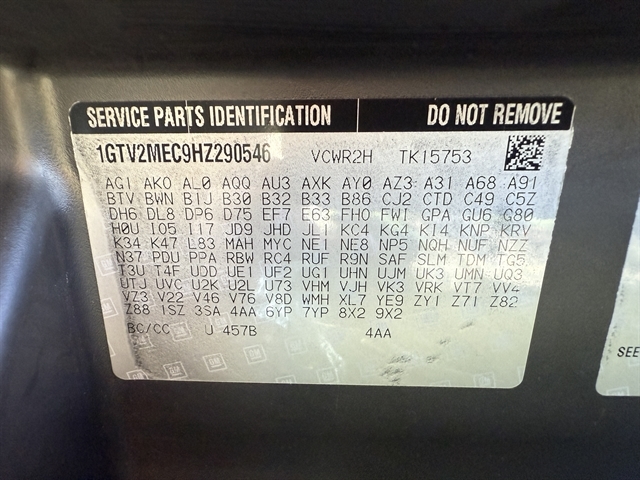 SERVICE PARTS IDENTIFICATION DO NOT REMOVE
1GTV2MEC9HZ290546 VCWR2H TK15753
AG1 AKO AL0 AQQ AU3 AXK AY0 AZ3 A31 A68 A91
BTV BWN B1J B30 B32 B33 B86 CJ2 CTD C49 C5Z
DH6 DL8 DP6 D75 EF7 E63 FHO FWI GPA GU6 G80
H0U I05 I17 JD9 JHD JL1 KC4 KG4 KI4 KNP KRV
K34 K47 L83 MAH MYC NE1 NE8 NP5 NQH NUF NZZ
N37 PDU PPA RBW RC4 RUF R9N SAF SLM TDM TG5
T3U T4F UDD UE1 UF2 UG1 UHN UJM UK3 UMN UQ3
UTJ UVC U2K U2L U73 VHM VJH VK3 VRK VT7 VV4
VZ3 V22 V46 V76 V8D WMH XL7 YE9 ZY1 Z71 Z82
Z88 1SZ 3SA 4AA 6YP 7YP 8X2 9X2
BC/CC U 457B 4AA
GM
SEE